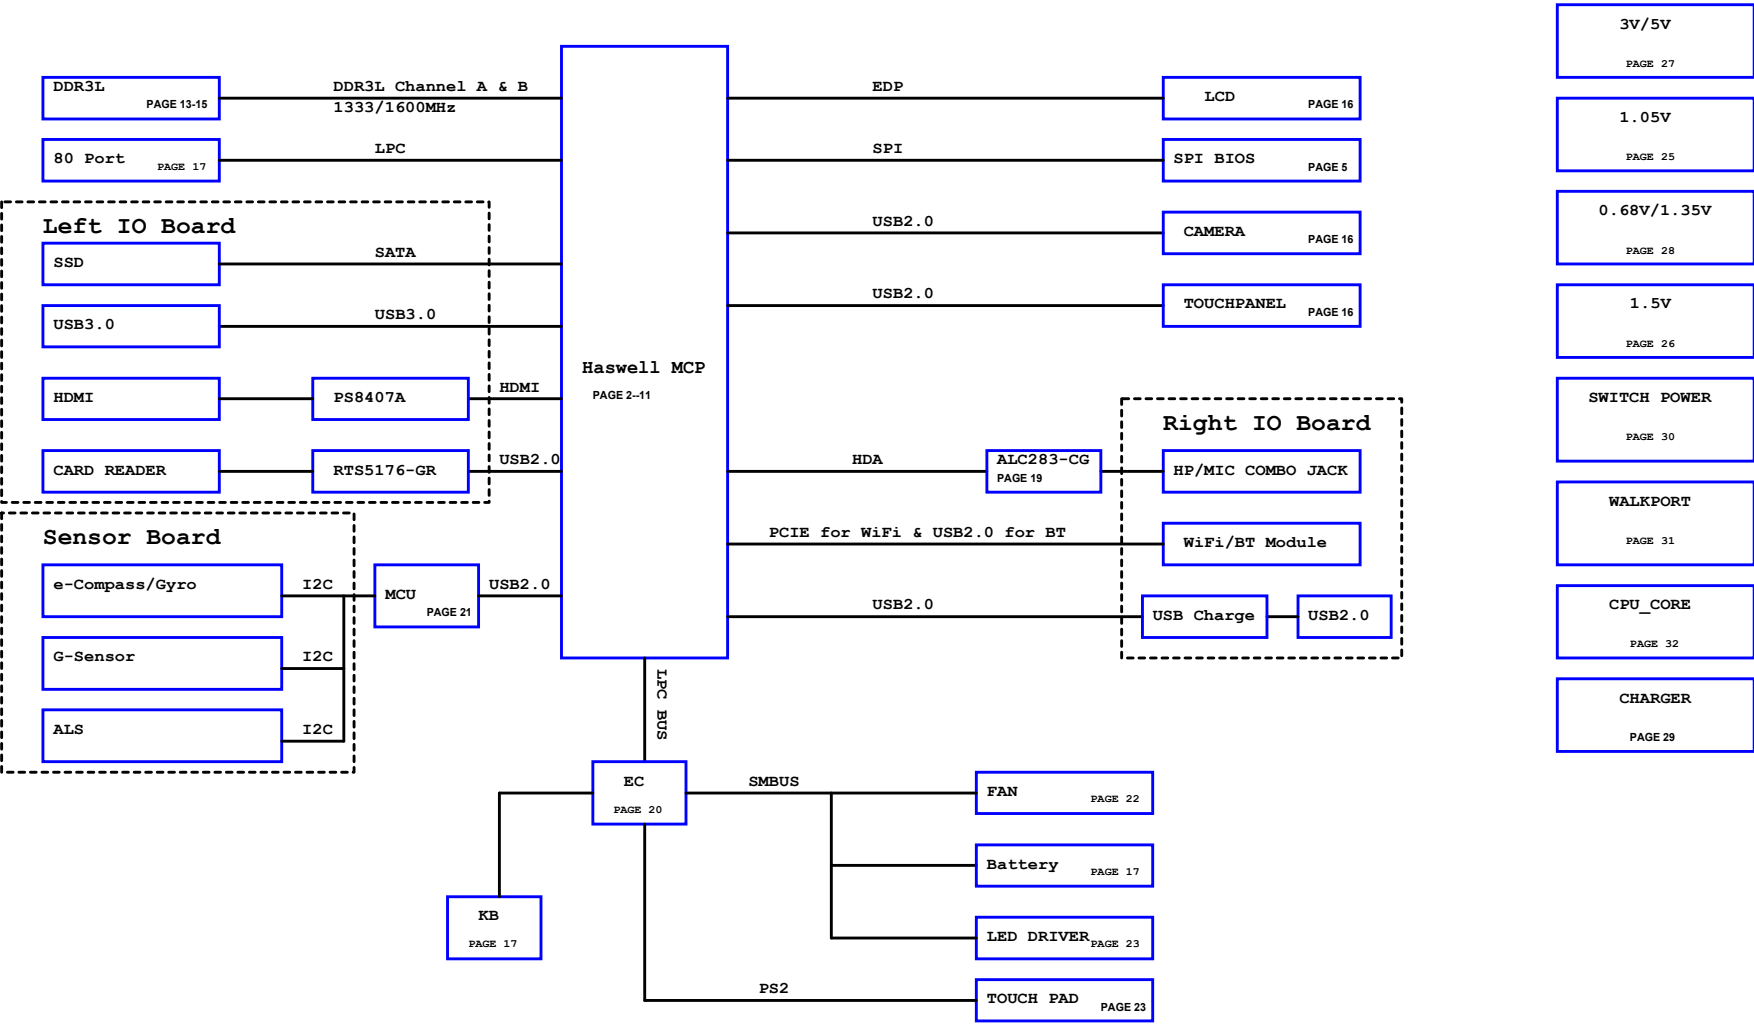 DDR3L
PAGE 13-15
DDR3L Channel A & B
1333/1600MHz
80 Port
PAGE 17
LPC
Left IO Board
SSD
SATA
USB3.0
USB3.0
HDMI
PS8407A
HDMI
CARD READER
RTS5176-GR
USB2.0
Sensor Board
e-Compass/Gyro
I2C
MCU
PAGE 21
USB2.0
G-Sensor
I2C
ALS
I2C
Haswell MCP
PAGE 2--11
EDP
LCD
PAGE 16
SPI
SPI BIOS
PAGE 5
USB2.0
CAMERA
PAGE 16
USB2.0
TOUCHPANEL
PAGE 16
Right IO Board
HDA
ALC283-CG
PAGE 19
HP/MIC COMBO JACK
PCIE for WiFi & USB2.0 for BT
WiFi/BT Module
USB2.0
USB Charge
USB2.0
LPC BUS
EC
PAGE 20
SMBUS
FAN
PAGE 22
Battery
PAGE 17
LED DRIVER
PAGE 23
KB
PAGE 17
PS2
TOUCH PAD
PAGE 23
3V/5V
PAGE 27
1.05V
PAGE 25
0.68V/1.35V
PAGE 28
1.5V
PAGE 26
SWITCH POWER
PAGE 30
WALKPORT
PAGE 31
CPU_CORE
PAGE 32
CHARGER
PAGE 29